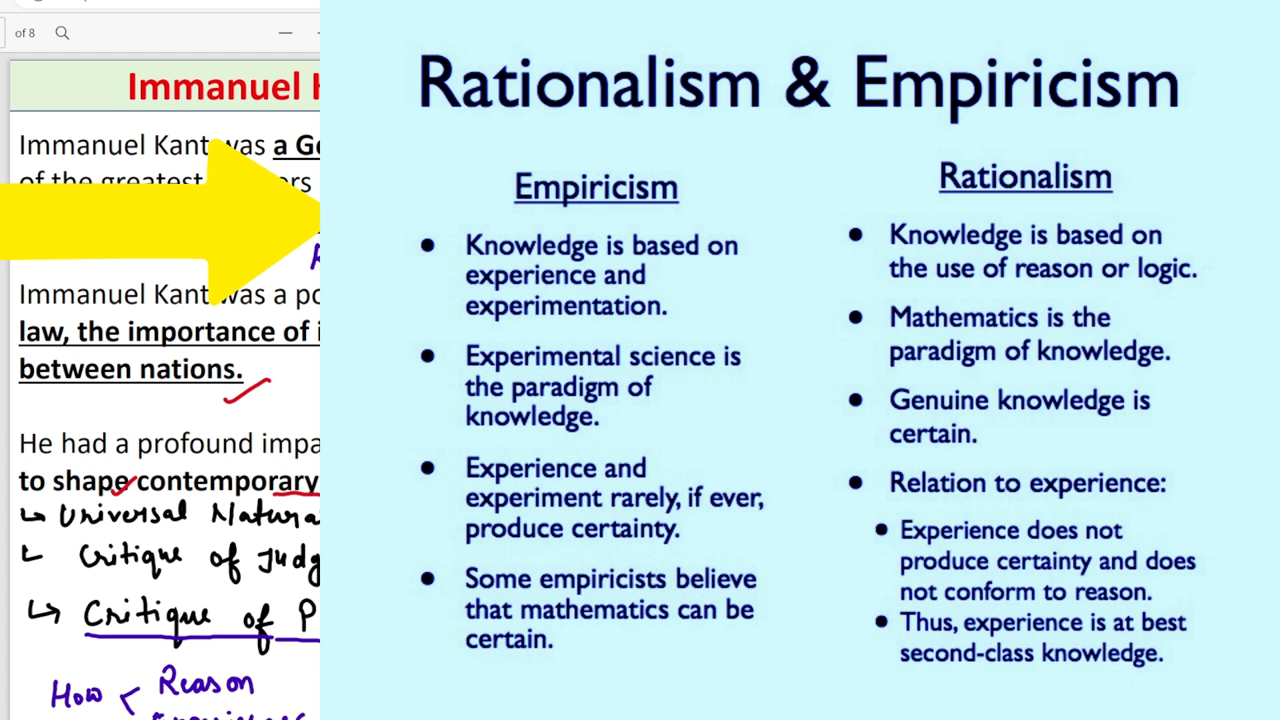 of 8
Immanuel
Immanuel Kant was a Ge
of the greatest
Immanuel Kant was a po
law, the importance of i
between nations.
He had a profound impa
to shape contemporary
↳ Universal Natura
↳ Critique of Judg
↳ Critique of P
How < Reason
Rationalism & Empiricism
Empiricism
• Knowledge is based on
experience and
experimentation.
• Experimental science is
the paradigm of
knowledge.
• Experience and
experiment rarely, if ever,
produce certainty.
• Some empiricists believe
that mathematics can be
certain.
Rationalism
• Knowledge is based on
the use of reason or logic.
• Mathematics is the
paradigm of knowledge.
• Genuine knowledge is
certain.
• Relation to experience:
• Experience does not
produce certainty and does
not conform to reason.
• Thus, experience is at best
second-class knowledge.